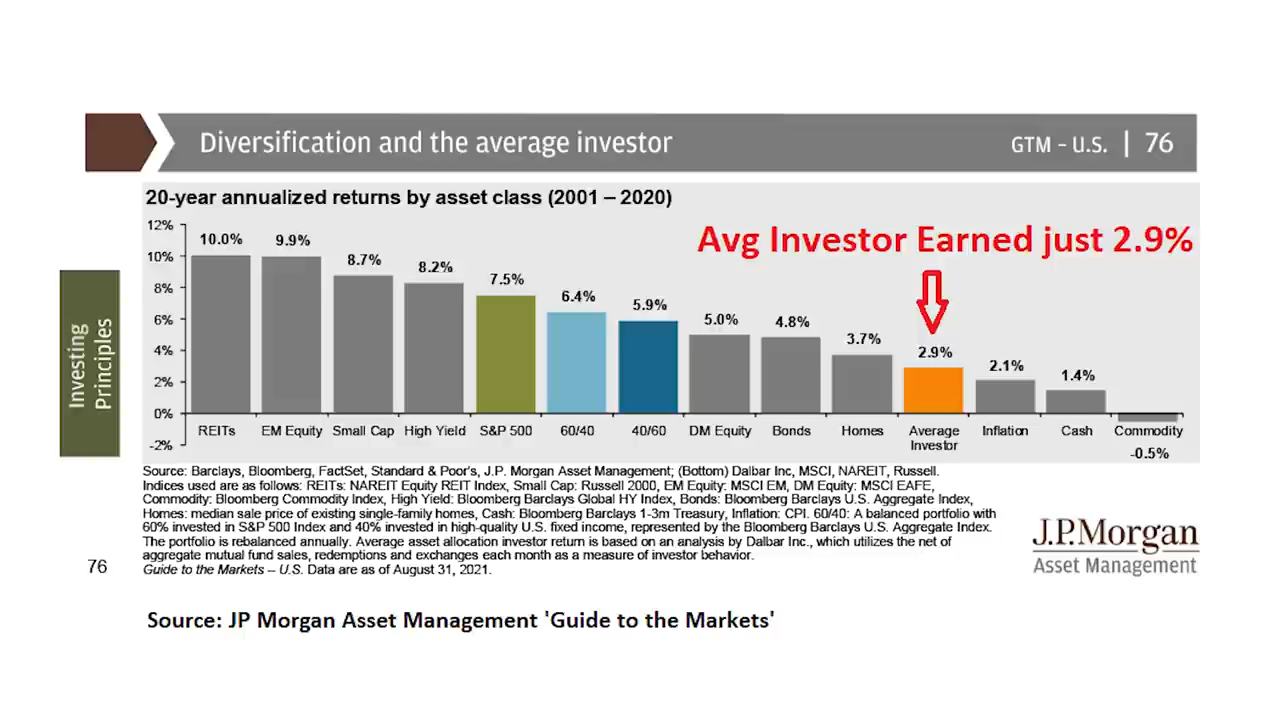 Diversification and the average investor
GTM – U.S. | 76
Investing
Principles
20-year annualized returns by asset class (2001 – 2020)
Avg Investor Earned just 2.9%
12%
10%
8%
6%
4%
2%
0%
-2%
10.0%
9.9%
8.7%
8.2%
7.5%
6.4%
5.9%
5.0%
4.8%
3.7%
2.9%
2.1%
1.4%
-0.5%
REITs
EM Equity
Small Cap
High Yield
S&P 500
60/40
40/60
DM Equity
Bonds
Homes
Average
Investor
Inflation
Cash
Commodity
Source: Barclays, Bloomberg, FactSet, Standard & Poor's, J.P. Morgan Asset Management; (Bottom) Dalbar Inc, MSCI, NAREIT, Russell.
Indices used are as follows: REITs: NAREIT Equity REIT Index, Small Cap: Russell 2000, EM Equity: MSCI EM, DM Equity: MSCI EAFE,
Commodity: Bloomberg Commodity Index, High Yield: Bloomberg Barclays Global HY Index, Bonds: Bloomberg Barclays U.S. Aggregate Index,
Homes: median sale price of existing single-family homes, Cash: Bloomberg Barclays 1-3m Treasury, Inflation: CPI. 60/40: A balanced portfolio with
60% invested in S&P 500 Index and 40% invested in high-quality U.S. fixed income, represented by the Bloomberg Barclays U.S. Aggregate Index.
The portfolio is rebalanced annually. Average asset allocation investor return is based on an analysis by Dalbar Inc., which utilizes the net of
aggregate mutual fund sales, redemptions and exchanges each month as a measure of investor behavior.
Guide to the Markets – U.S. Data are as of August 31, 2021.
76
J.P.Morgan
Asset Management
Source: JP Morgan Asset Management 'Guide to the Markets'